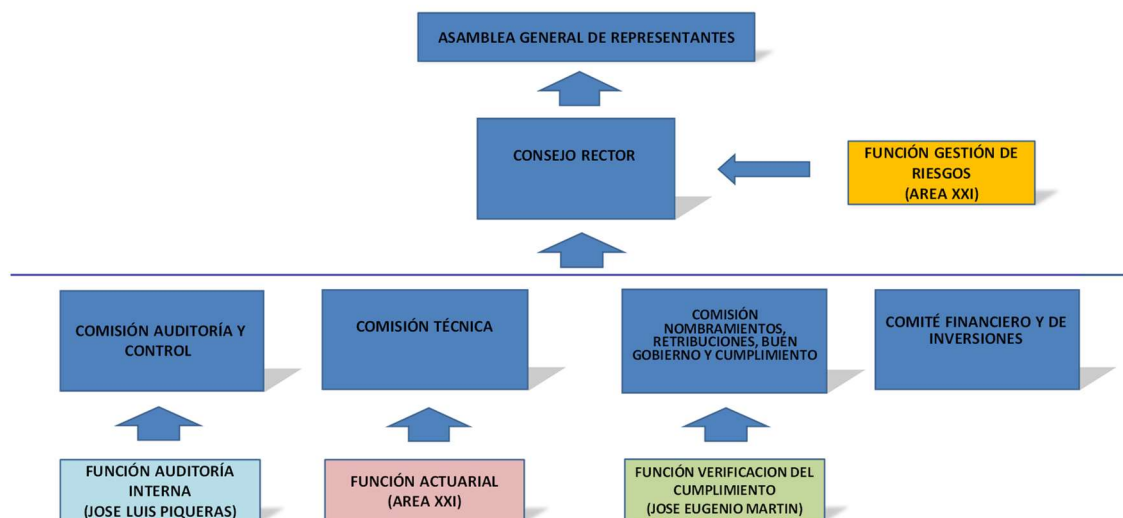 ASAMBLEA GENERAL DE REPRESENTANTES
CONSEJO RECTOR
FUNCIÓN GESTIÓN DE
RIESGOS
(AREA XXI)
COMISIÓN AUDITORÍA Y
CONTROL
COMISIÓN TÉCNICA
COMISIÓN
NOMBRAMIENTOS,
RETRIBUCIONES, BUEN
GOBIERNO Y CUMPLIMIENTO
COMITÉ FINANCIERO Y DE
INVERSIONES
FUNCIÓN AUDITORÍA
INTERNA
(JOSE LUIS PIQUERAS)
FUNCIÓN ACTUARIAL
(AREA XXI)
FUNCIÓN VERIFICACION DEL
CUMPLIMIENTO
(JOSE EUGENIO MARTIN)